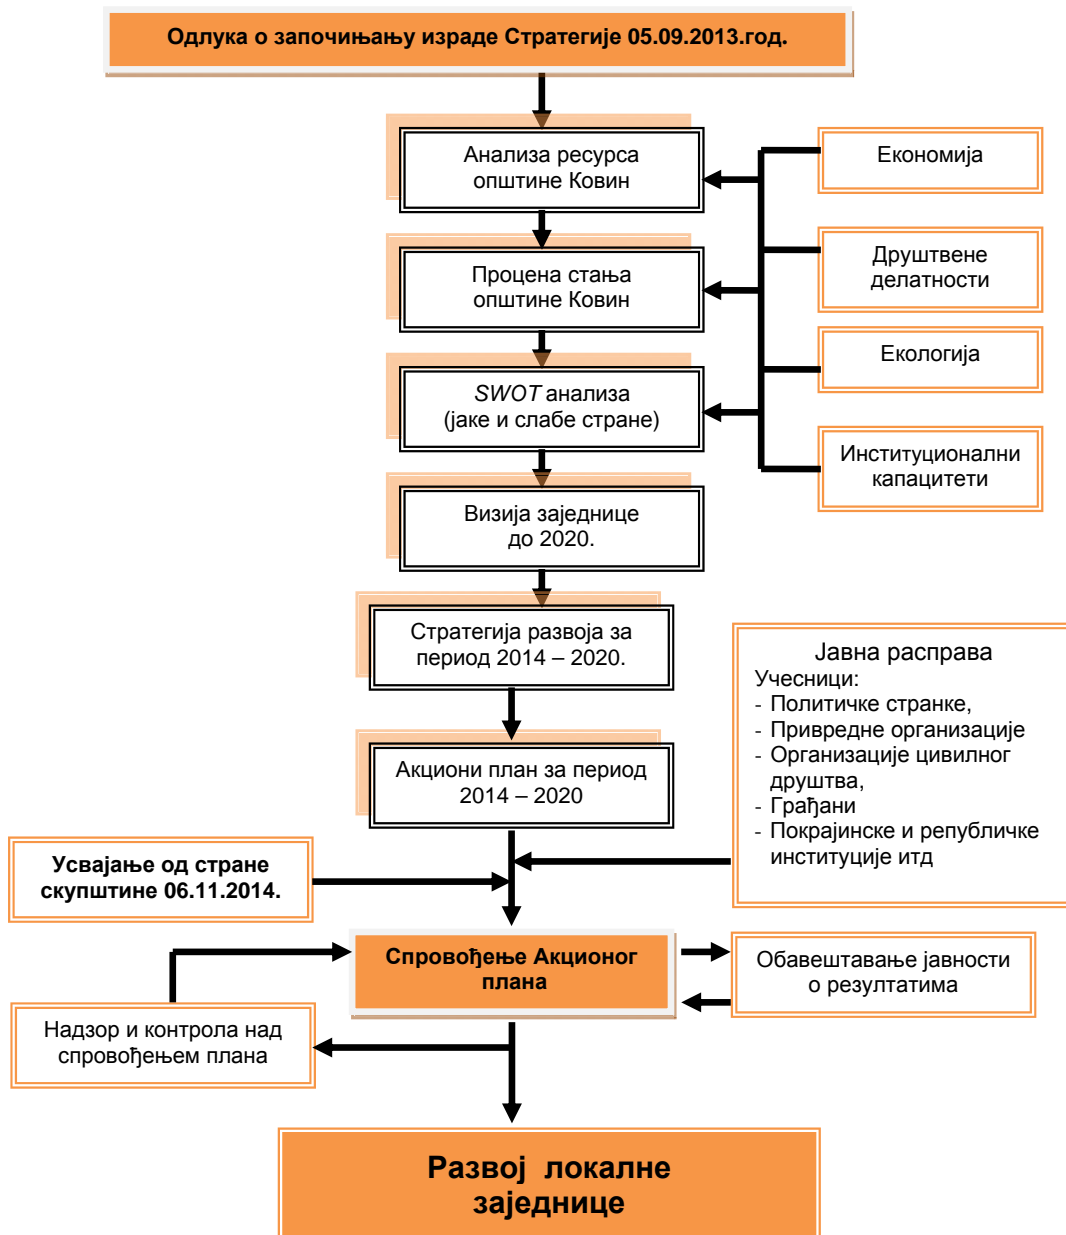 Одлука о започињању израде Стратегије 05.09.2013.год.
Анализа ресурса
општине Ковин
Економија
Процена стања
општине Ковин
Друштвене
делатности
SWOT анализа
(јаке и слабе стране)
Екологија
Институционални
капацитети
Визија заједнице
до 2020.
Стратегија развоја за
период 2014 – 2020.
Јавна расправа
Учесници:
- Политичке странке,
- Привредне организације
- Организације цивилног
друштва,
- Грађани
- Покрајинске и републичке
институције итд
Акциони план за период
2014 – 2020
Усвајање од стране
скупштине 06.11.2014.
Спровођење Акционог
плана
Обавештавање јавности
о резултатима
Надзор и контрола над
спровођењем плана
Развој локалне
заједнице